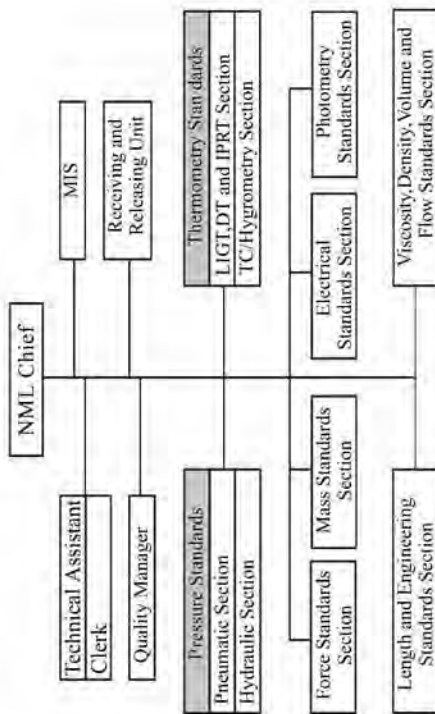 NML Chief
Technical Assistant
Clerk
MIS
Quality Manager
Receiving and
Releasing Unit
Pressure Standards
Pneumatic Section
Hydraulic Section
Thermometry Standards
LIGT,DT and IPRT Section
TC/Hygrometry Section
Force Standards
Section
Mass Standards
Section
Electrical
Standards Section
Photometry
Standards Section
Length and Engineering
Standards Section
Viscosity,Density,Volume and
Flow Standards Section